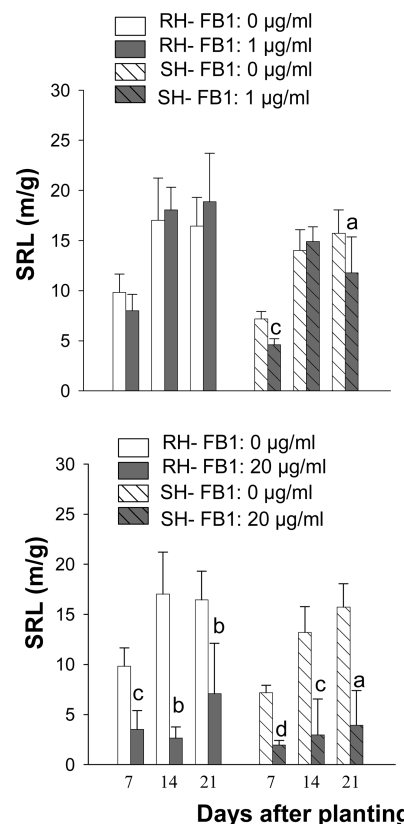 RH- FB1: 0 µg/ml
RH- FB1: 1 µg/ml
SH- FB1: 0 µg/ml
SH- FB1: 1 µg/ml
30
25
20
15
10
5
0
SRL (m/g)
c
a
RH- FB1: 0 µg/ml
RH- FB1: 20 µg/ml
SH- FB1: 0 µg/ml
SH- FB1: 20 µg/ml
30
25
20
15
10
5
0
SRL (m/g)
c
b
b
d
c
a
7 14 21 7 14 21
Days after planting